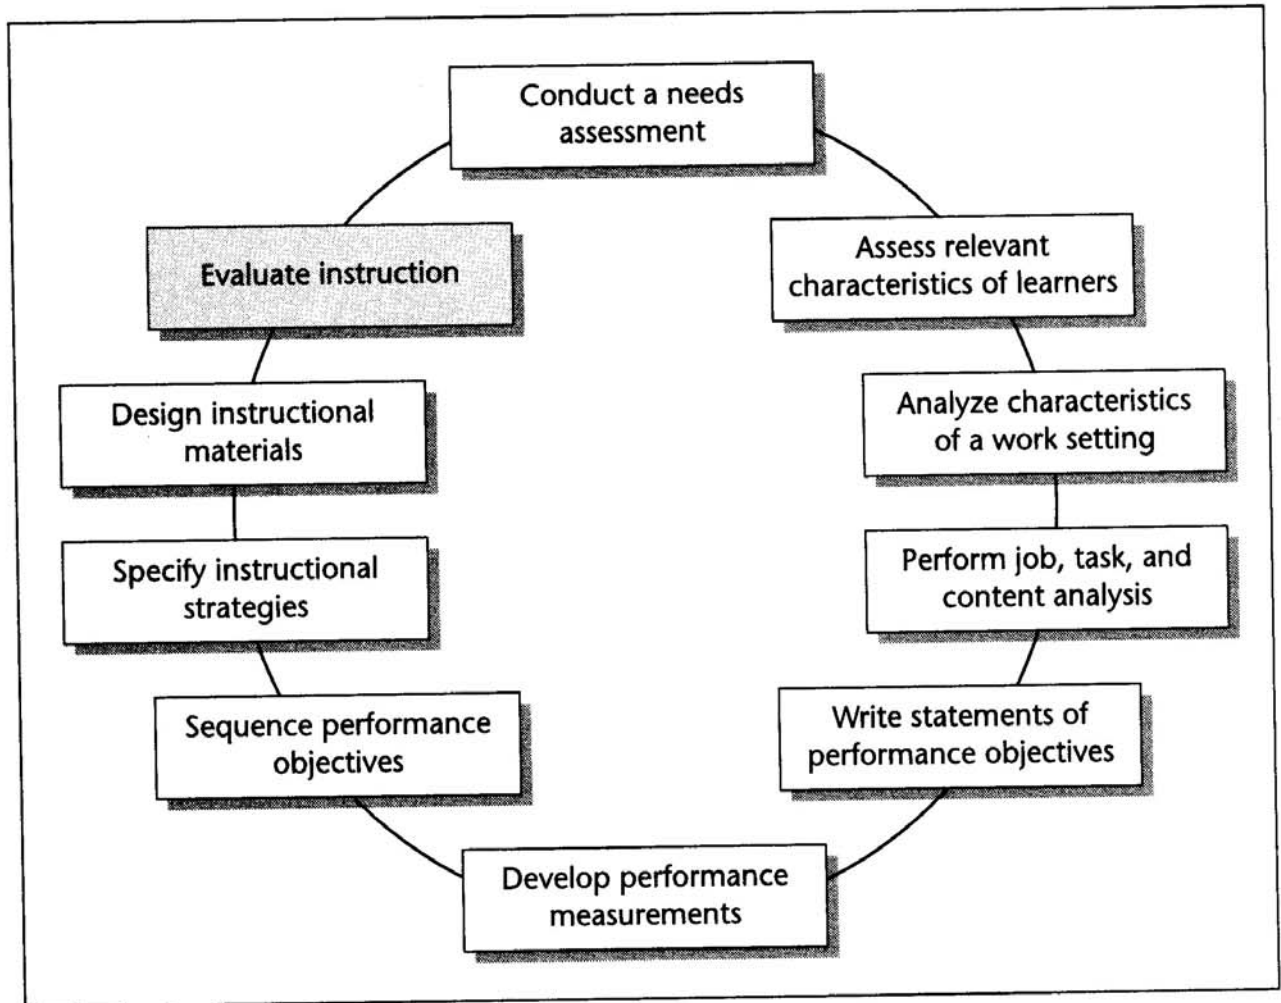 Conduct a needs
assessment
Assess relevant
characteristics of learners
Analyze characteristics
of a work setting
Perform job, task, and
content analysis
Write statements of
performance objectives
Develop performance
measurements
Sequence performance
objectives
Specify instructional
strategies
Design instructional
materials
Evaluate instruction